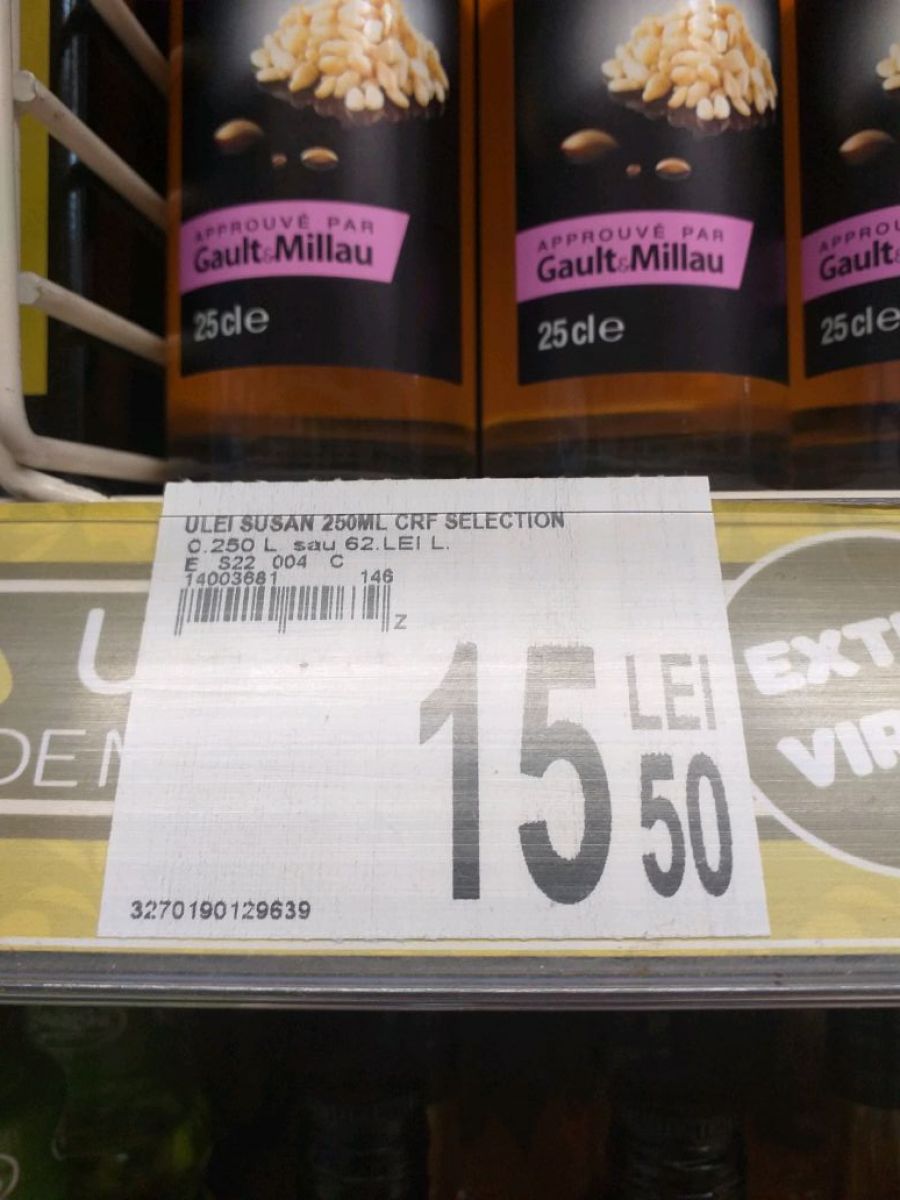 APPROUVÉ PAR
Gault&Millau
25cle
APPROUVÉ PAR
Gault&Millau
25cle
25cle
ULEI SUSAN 250ML CRF SELECTION
0.250 L sau 62.LEI L.
E S22 004 C
14003681 146
Z
15 LEI
50
3270190129639